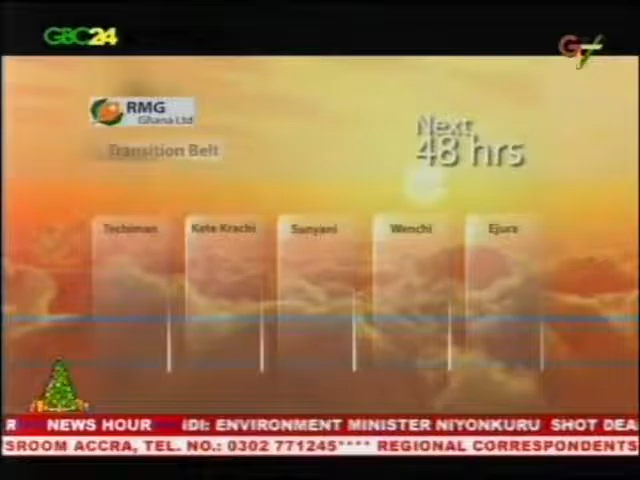 GBC24
RMG
Ghana Ltd
Transition Belt
Next
48 hrs
Techiman
Kete Krachi
Sunyani
Wenchi
Ejura
R NEWS HOUR IDI: ENVIRONMENT MINISTER NIYONKURU SHOT DEA
SROOM ACCRA, TEL. NO.: 0302 771245**** REGIONAL CORRESPONDENTS